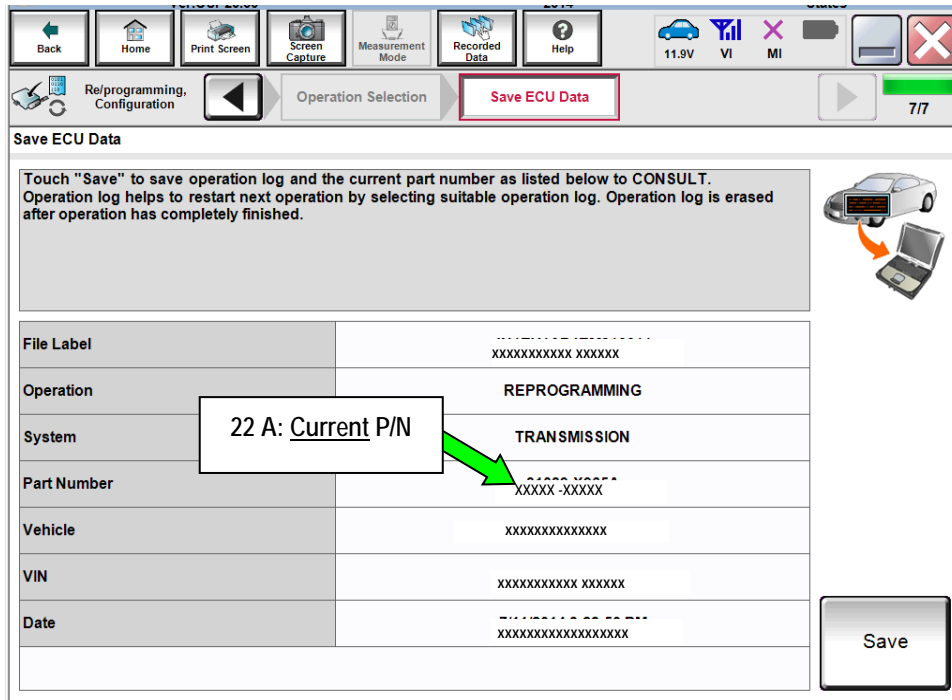 Back
Home
Print Screen
Screen
Capture
Measurement
Mode
Recorded
Data
Help
11.9V
VI
MI
Re/programming,
Configuration
Operation Selection
Save ECU Data
7/7
Save ECU Data
Touch "Save" to save operation log and the current part number as listed below to CONSULT.
Operation log helps to restart next operation by selecting suitable operation log. Operation log is erased
after operation has completely finished.
File Label
XXXXXXXXXXX XXXXXX
Operation
REPROGRAMMING
22 A: Current P/N
System
TRANSMISSION
Part Number
XXXXX -XXXXX
Vehicle
XXXXXXXXXXXXXX
VIN
XXXXXXXXXXX XXXXXX
Date
XXXXXXXXXXXXXXXXXX
Save